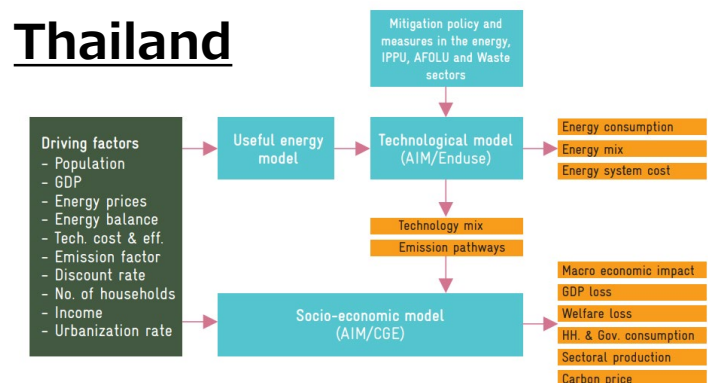 Thailand
Mitigation policy and
measures in the energy,
IPPU, AFOLU and Waste
sectors
Driving factors
- Population
- GDP
- Energy prices
- Energy balance
- Tech. cost & eff.
- Emission factor
- Discount rate
- No. of households
- Income
- Urbanization rate
Useful energy
model
Technological model
(AIM/Enduse)
Energy consumption
Energy mix
Energy system cost
Technology mix
Emission pathways
Socio-economic model
(AIM/CGE)
Macro economic impact
GDP loss
Welfare loss
HH. & Gov. consumption
Sectoral production
Carbon price